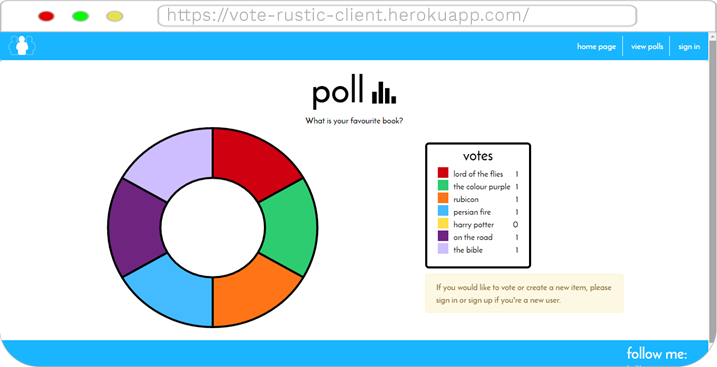 https://vote-rustic-client.herokuapp.com/
home page view polls sign in
poll
What is your favourite book?
votes
lord of the flies 1
the colour purple 1
rubicon 1
persian fire 1
harry potter 0
on the road 1
the bible 1
If you would like to vote or create a new item, please
sign in or sign up if you're a new user.
follow me: